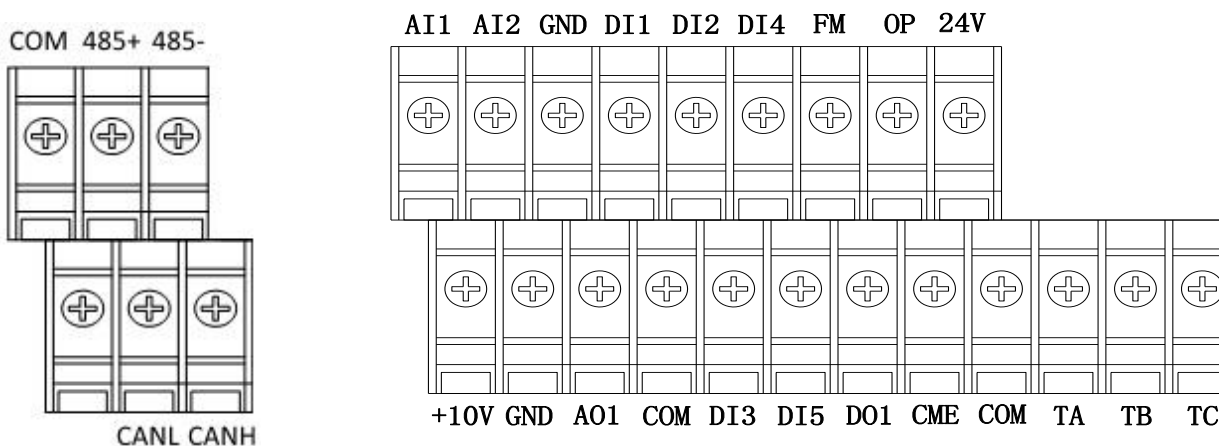 COM 485+ 485-
CANL CANH
AI1 AI2 GND DI1 DI2 DI4 FM OP 24V
+10V GND AO1 COM DI3 DI5 DO1 CME COM TA TB TC